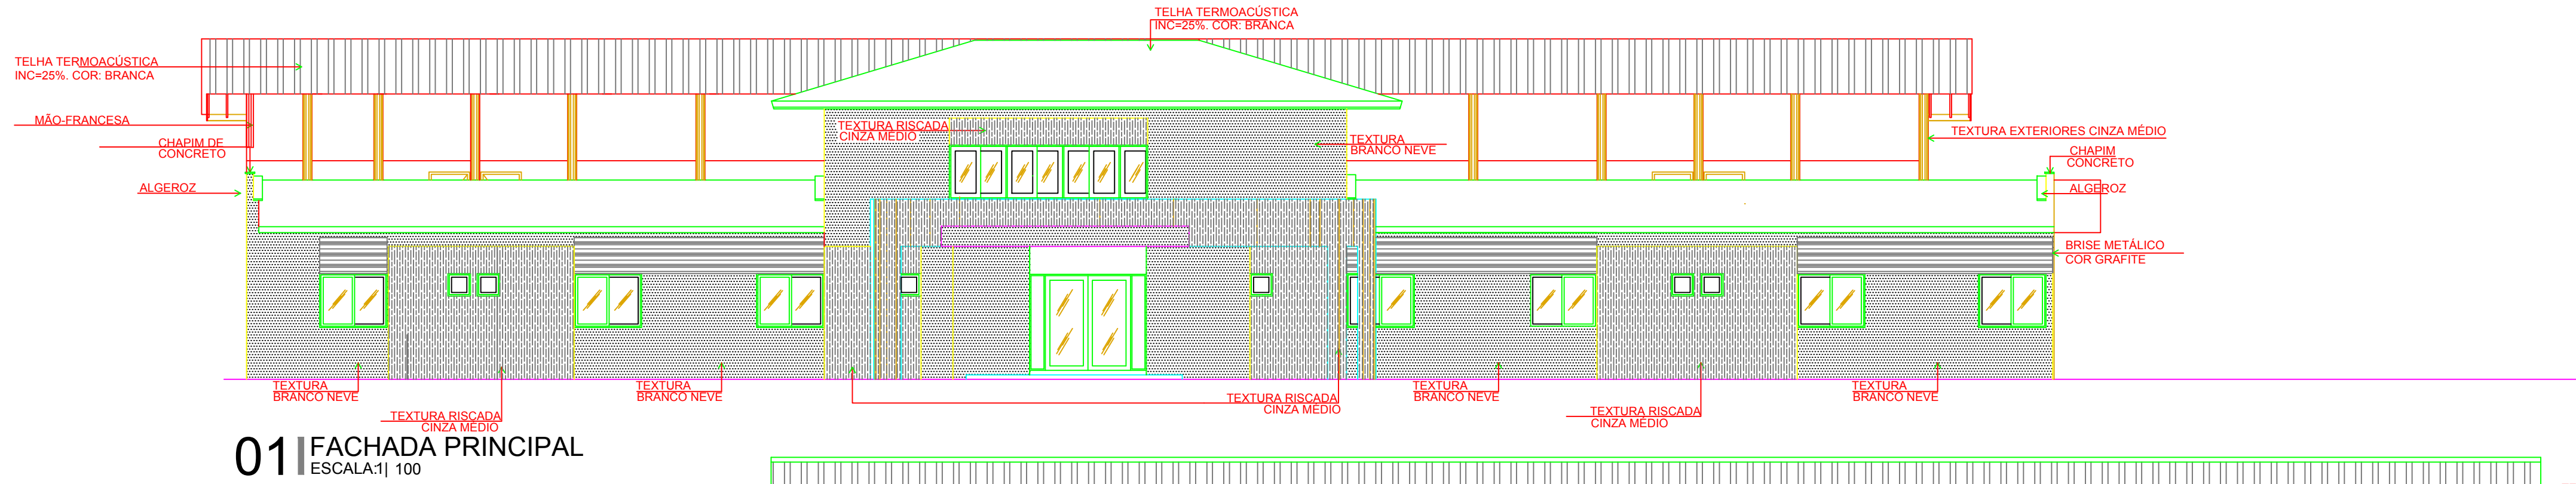 TELHA TERMOACÚSTICA
INC=25%. COR: BRANCA
TELHA TERMOACÚSTICA
INC=25%. COR: BRANCA
MÃO-FRANCESA
CHAPIM DE
CONCRETO
ALGEROZ
TEXTURA RISCADA
CINZA MÉDIO
TEXTURA
BRANCO NEVE
TEXTURA EXTERIORES CINZA MÉDIO
CHAPIM
CONCRETO
ALGEROZ
BRISE METÁLICO
COR GRAFITE
TEXTURA
BRANCO NEVE
TEXTURA RISCADA
CINZA MÉDIO
TEXTURA
BRANCO NEVE
TEXTURA RISCADA
CINZA MÉDIO
TEXTURA
BRANCO NEVE
TEXTURA RISCADA
CINZA MÉDIO
TEXTURA
BRANCO NEVE
01 FACHADA PRINCIPAL
ESCALA:1| 100